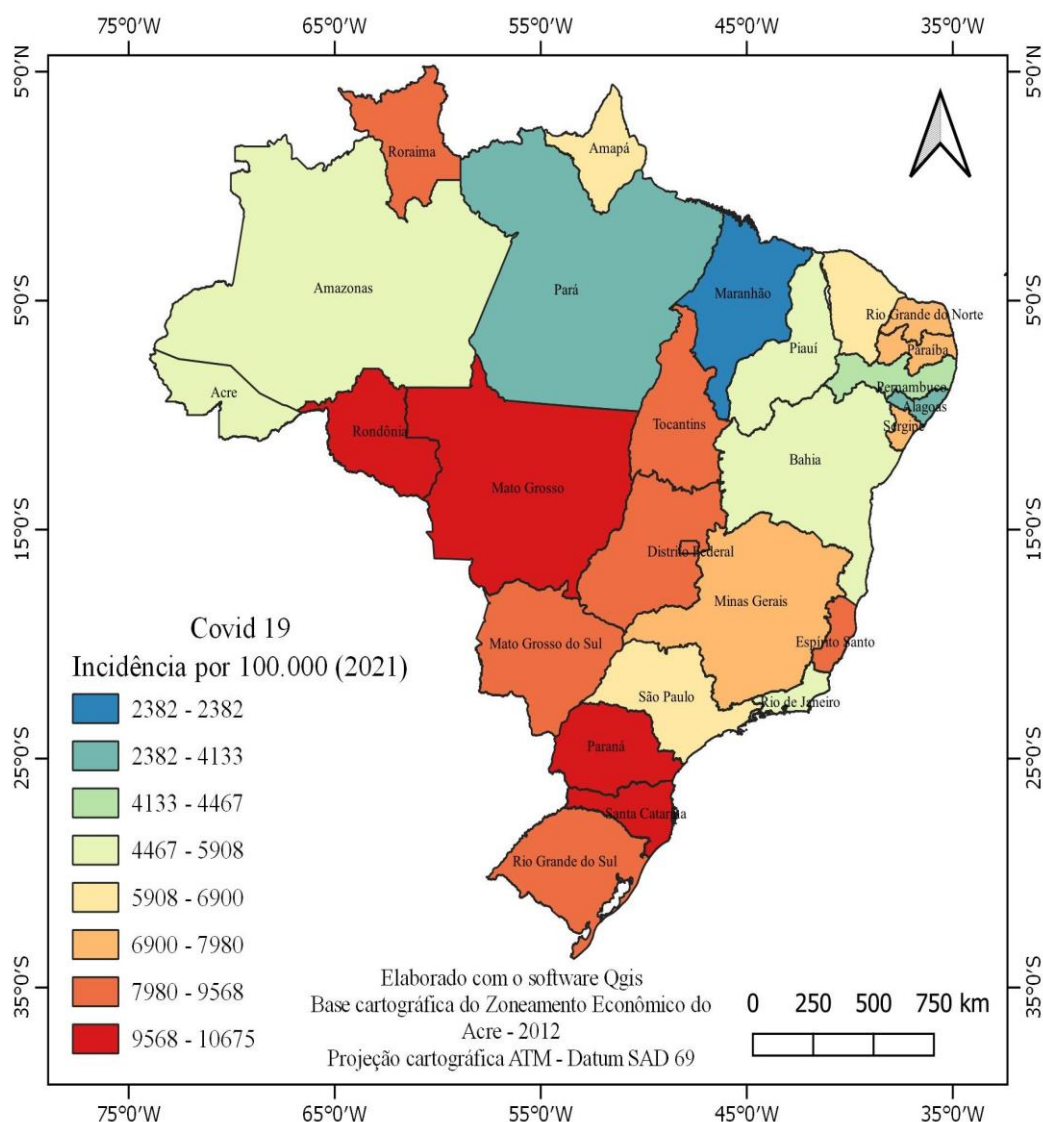 75°0'W 65°0'W 55°0'W 45°0'W 35°0'W
5°0'N 5°0'N
Roraima
Amapá
Amazonas
Pará
Maranhão
5°0'S 5°0'S
Rio Grande do Norte
Piauí
Paraíba
Acre
Pernambuco
Alagoas
Tocantins
Sergipe
Rondônia
Bahia
Mato Grosso
15°0'S 15°0'S
Distrito Federal
Minas Gerais
Mato Grosso do Sul
Espírito Santo
São Paulo
Rio de Janeiro
Paraná
25°0'S 25°0'S
Santa Catarina
Rio Grande do Sul
35°0'S 35°0'S
Covid 19
Incidência por 100.000 (2021)
2382 - 2382
2382 - 4133
4133 - 4467
4467 - 5908
5908 - 6900
6900 - 7980
7980 - 9568
9568 - 10675
Elaborado com o software Qgis
Base cartográfica do Zoneamento Econômico do
Acre - 2012
Projeção cartográfica ATM - Datum SAD 69
0 250 500 750 km
75°0'W 65°0'W 55°0'W 45°0'W 35°0'W